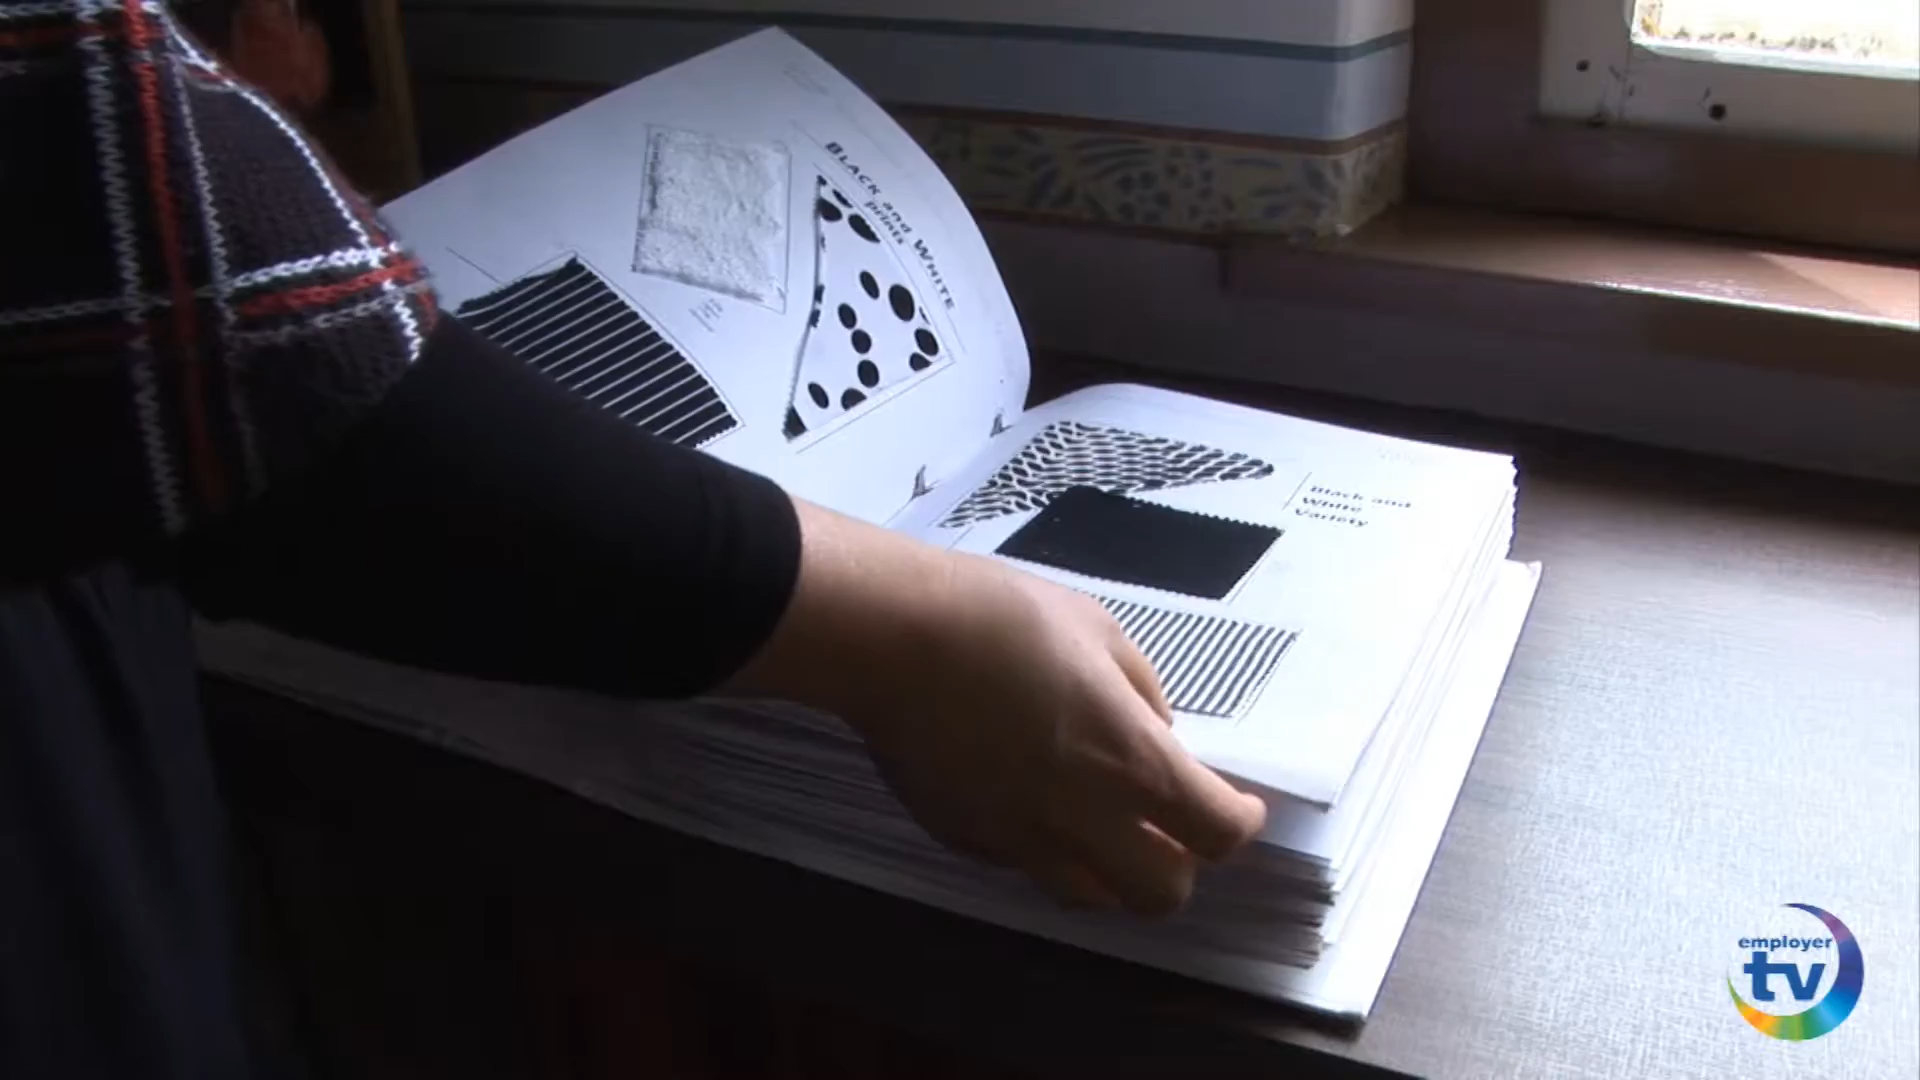 BLACK and WHITE
prints
Black and
White
Variety
employer
tv